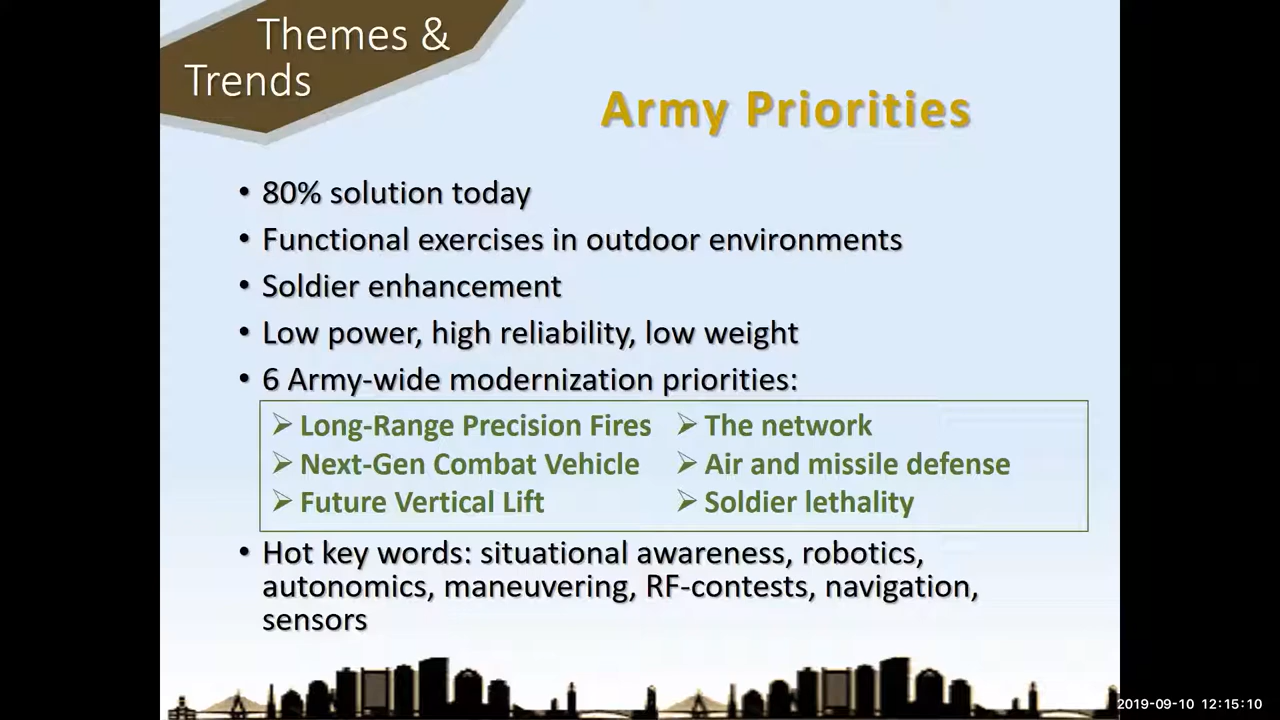 Themes &
Trends
Army Priorities
• 80% solution today
• Functional exercises in outdoor environments
• Soldier enhancement
• Low power, high reliability, low weight
• 6 Army-wide modernization priorities:
➢ Long-Range Precision Fires
➢ Next-Gen Combat Vehicle
➢ Future Vertical Lift
➢ The network
➢ Air and missile defense
➢ Soldier lethality
• Hot key words: situational awareness, robotics,
autonomics, maneuvering, RF-contests, navigation,
sensors
2019-09-10 12:15:10